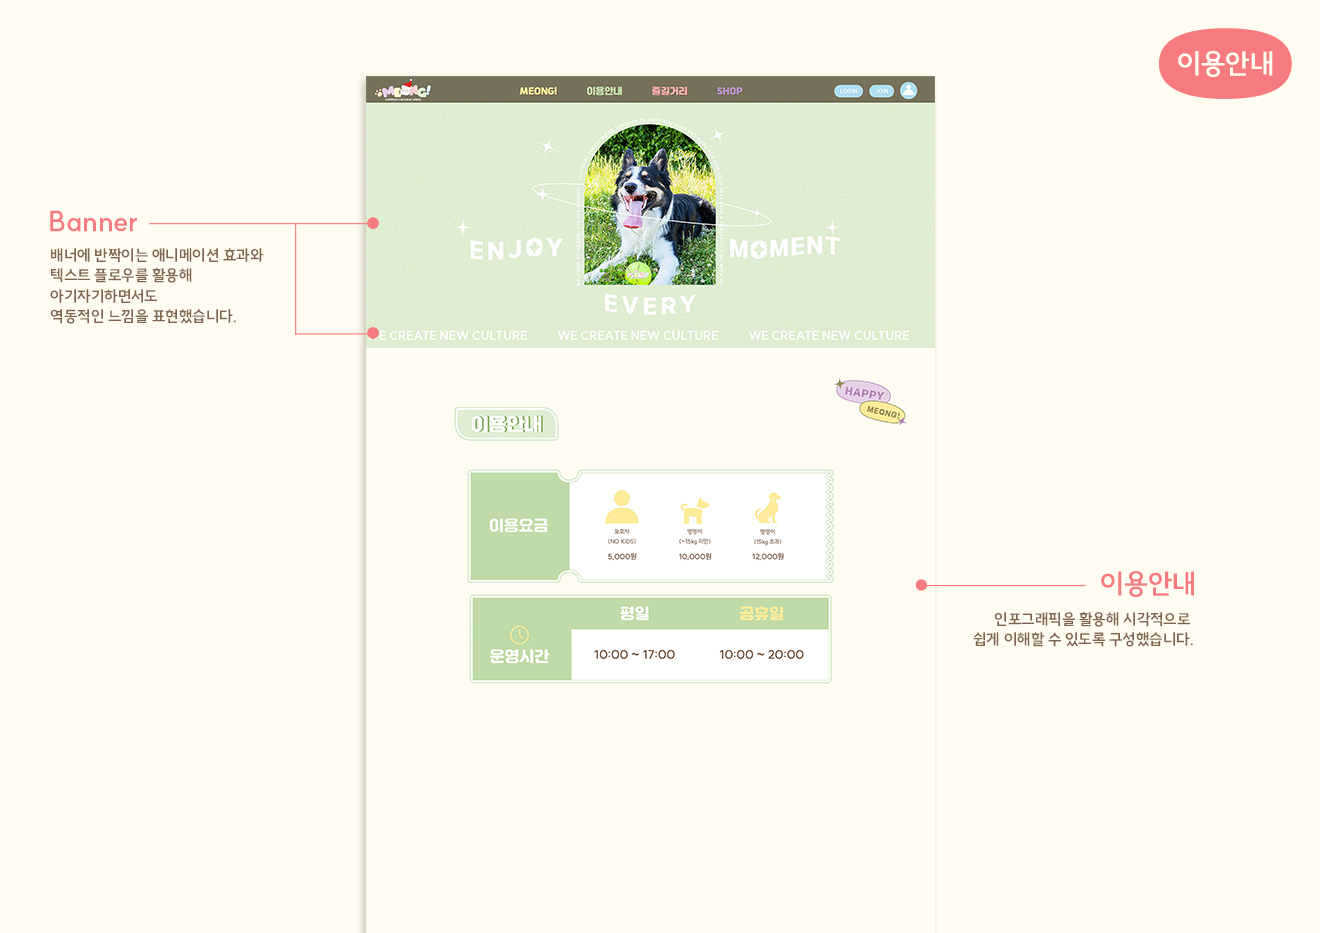 이용안내
MEONG!
MEONG!
이용안내
즐길거리
SHOP
LOGIN
JOIN
Banner
배너에 반짝이는 애니메이션 효과와
텍스트 플로우를 활용해
아기자기하면서도
역동적인 느낌을 표현했습니다.
ENJOY
MOMENT
EVERY
E CREATE NEW CULTURE WE CREATE NEW CULTURE WE CREATE NEW CULTURE
HAPPY
MEONG!
이용안내
이용요금
보호자
(NO KIDS)
5,000원
멍멍이
(~15kg 미만)
10,000원
멍멍이
(15kg 초과)
12,000원
평일
공휴일
운영시간
10:00 ~ 17:00
10:00 ~ 20:00
이용안내
인포그래픽을 활용해 시각적으로
쉽게 이해할 수 있도록 구성했습니다.